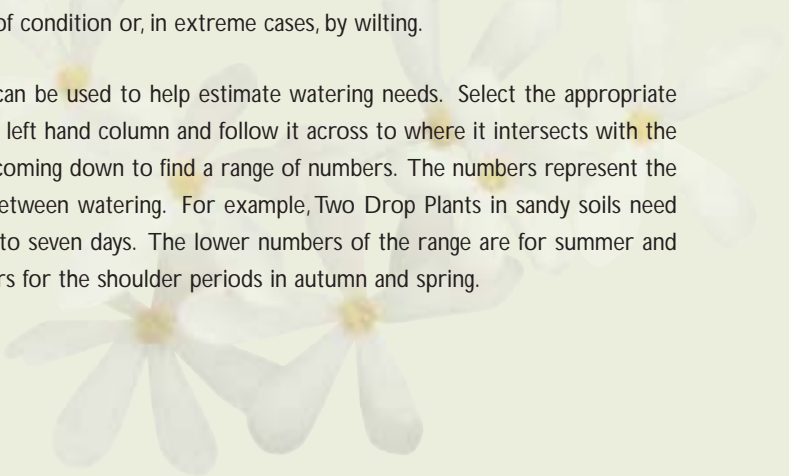 of condition or, in extreme cases, by wilting.
can be used to help estimate watering needs. Select the appropriate
left hand column and follow it across to where it intersects with the
coming down to find a range of numbers. The numbers represent the
etween watering. For example, Two Drop Plants in sandy soils need
to seven days. The lower numbers of the range are for summer and
rs for the shoulder periods in autumn and spring.